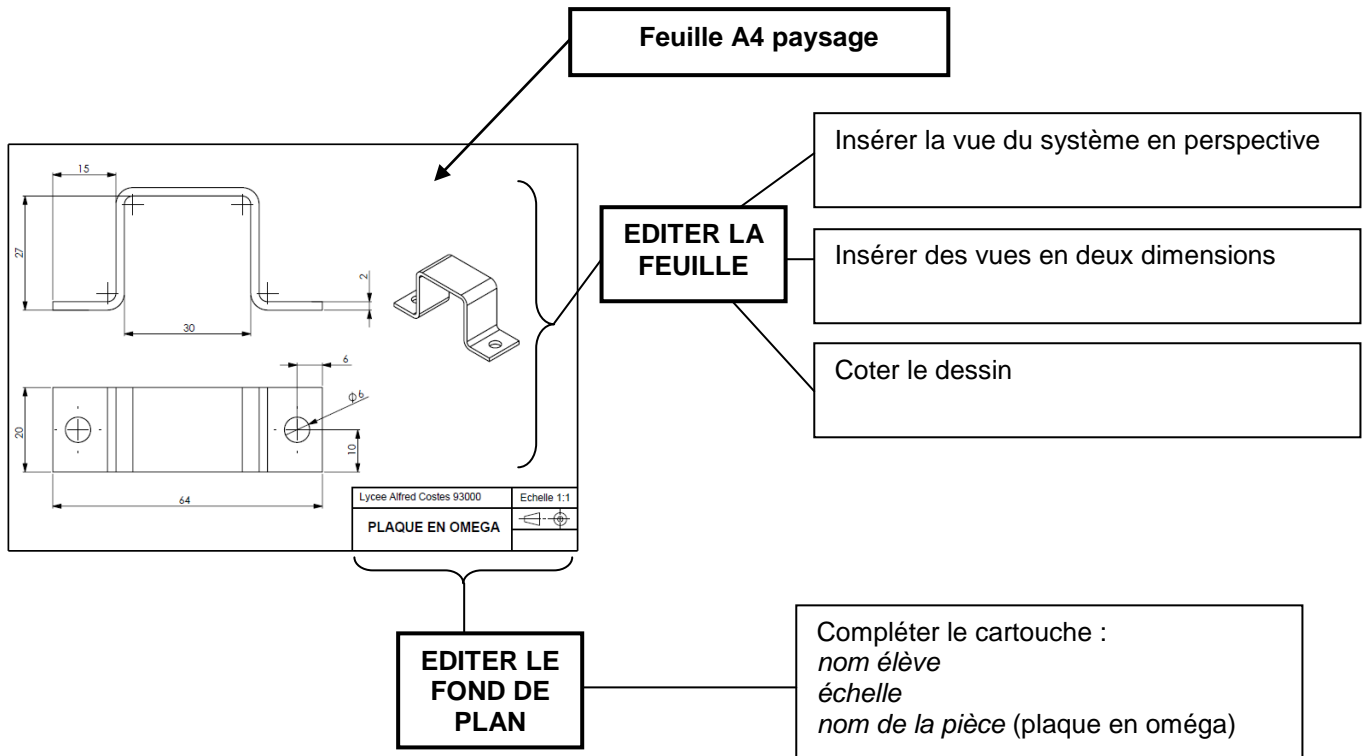 Feuille A4 paysage
Insérer la vue du système en perspective
EDITER LA
FEUILLE
Insérer des vues en deux dimensions
Coter le dessin
15
27
2
30
6
ϕ6
20
10
64
Lycee Alfred Costes 93000
Echelle 1:1
PLAQUE EN OMEGA
EDITER LE
FOND DE
PLAN
Compléter le cartouche :
nom élève
échelle
nom de la pièce (plaque en oméga)